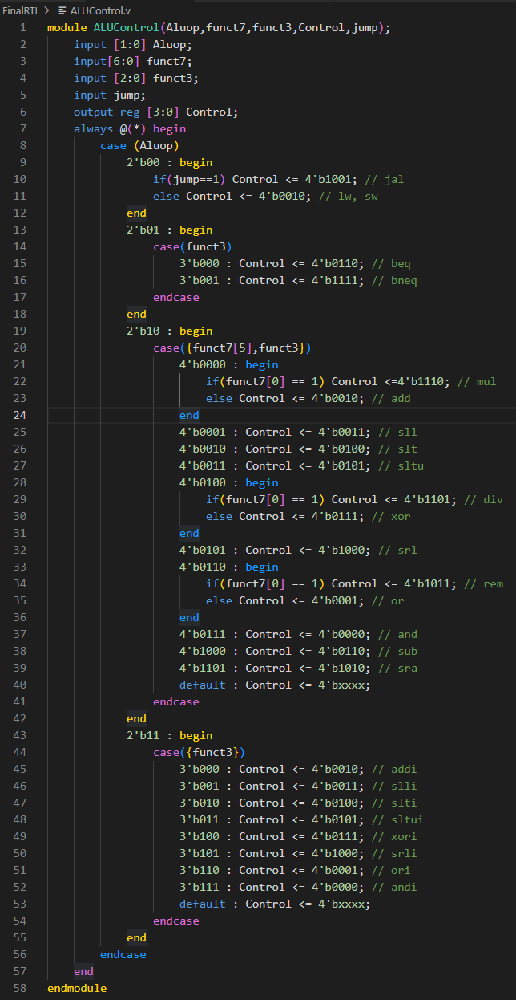 FinalRTL > ALUControl.v
1 module ALUControl(Aluop,funct7,funct3,Control,jump);
2     input [1:0] Aluop;
3     input[6:0] funct7;
4     input [2:0] funct3;
5     input jump;
6     output reg [3:0] Control;
7     always @(*) begin
8         case (Aluop)
9             2'b00 : begin
10                 if(jump==1) Control <= 4'b1001; // jal
11                 else Control <= 4'b0010; // lw, sw
12             end
13             2'b01 : begin
14                 case(funct3)
15                     3'b000 : Control <= 4'b0110; // beq
16                     3'b001 : Control <= 4'b1111; // bneq
17                 endcase
18             end
19             2'b10 : begin
20                 case({funct7[5],funct3})
21                     4'b0000 : begin
22                         if(funct7[0] == 1) Control <=4'b1110; // mul
23                         else Control <= 4'b0010; // add
24                     end
25                     4'b0001 : Control <= 4'b0011; // sll
26                     4'b0010 : Control <= 4'b0100; // slt
27                     4'b0011 : Control <= 4'b0101; // sltu
28                     4'b0100 : begin
29                         if(funct7[0] == 1) Control <= 4'b1101; // div
30                         else Control <= 4'b0111; // xor
31                     end
32                     4'b0101 : Control <= 4'b1000; // srl
33                     4'b0110 : begin
34                         if(funct7[0] == 1) Control <= 4'b1011; // rem
35                         else Control <= 4'b0001; // or
36                     end
37                     4'b0111 : Control <= 4'b0000; // and
38                     4'b1000 : Control <= 4'b0110; // sub
39                     4'b1101 : Control <= 4'b1010; // sra
40                     default : Control <= 4'bxxxx;
41                 endcase
42             end
43             2'b11 : begin
44                 case({funct3})
45                     3'b000 : Control <= 4'b0010; // addi
46                     3'b001 : Control <= 4'b0011; // slli
47                     3'b010 : Control <= 4'b0100; // slti
48                     3'b011 : Control <= 4'b0101; // sltui
49                     3'b100 : Control <= 4'b0111; // xori
50                     3'b101 : Control <= 4'b1000; // srli
51                     3'b110 : Control <= 4'b0001; // ori
52                     3'b111 : Control <= 4'b0000; // andi
53                     default : Control <= 4'bxxxx;
54                 endcase
55             end
56         endcase
57     end
58 endmodule